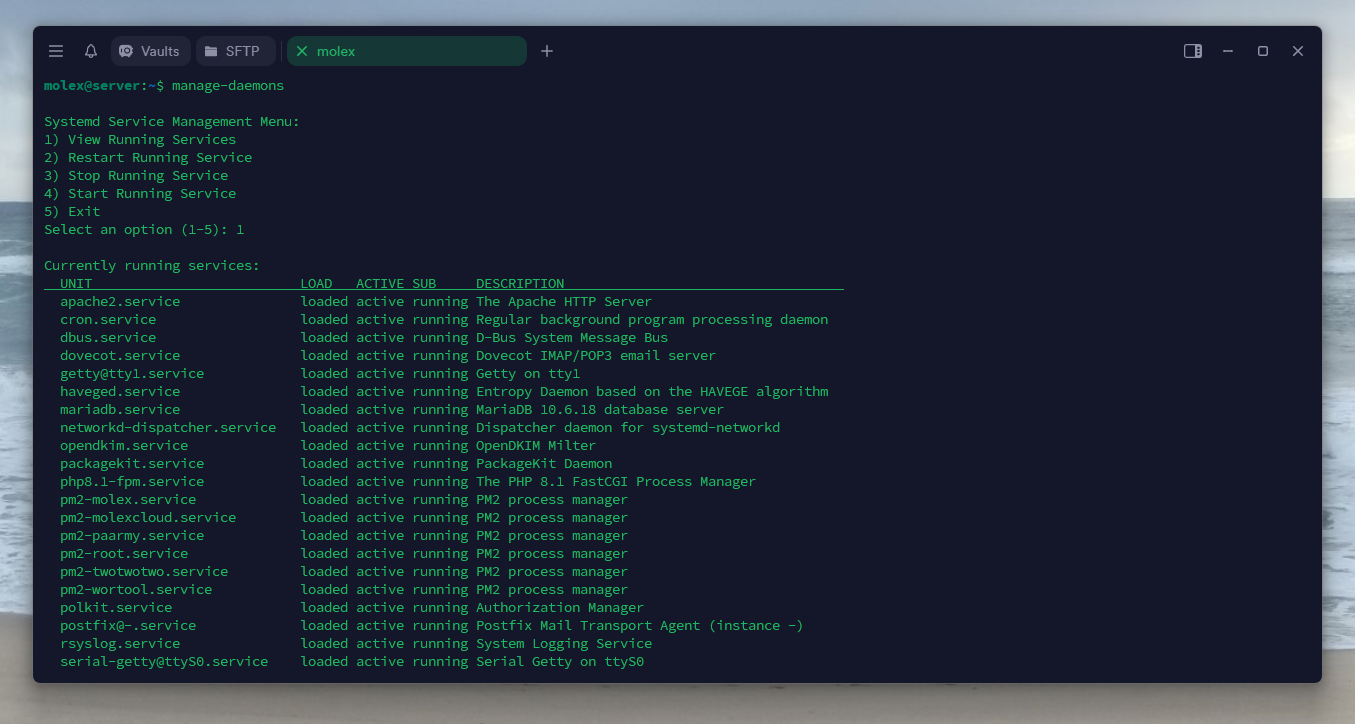 Vaults SFTP molex
molex@server:~$ manage-daemons
Systemd Service Management Menu:
1) View Running Services
2) Restart Running Service
3) Stop Running Service
4) Start Running Service
5) Exit
Select an option (1-5): 1
Currently running services:
UNIT LOAD ACTIVE SUB DESCRIPTION
apache2.service loaded active running The Apache HTTP Server
cron.service loaded active running Regular background program processing daemon
dbus.service loaded active running D-Bus System Message Bus
dovecot.service loaded active running Dovecot IMAP/POP3 email server
getty@tty1.service loaded active running Getty on tty1
haveged.service loaded active running Entropy Daemon based on the HAVEGE algorithm
mariadb.service loaded active running MariaDB 10.6.18 database server
networkd-dispatcher.service loaded active running Dispatcher daemon for systemd-networkd
opendkim.service loaded active running OpenDKIM Milter
packagekit.service loaded active running PackageKit Daemon
php8.1-fpm.service loaded active running The PHP 8.1 FastCGI Process Manager
pm2-molex.service loaded active running PM2 process manager
pm2-molexcloud.service loaded active running PM2 process manager
pm2-paarmy.service loaded active running PM2 process manager
pm2-root.service loaded active running PM2 process manager
pm2-twotwotwo.service loaded active running PM2 process manager
pm2-wortool.service loaded active running PM2 process manager
polkit.service loaded active running Authorization Manager
postfix@-.service loaded active running Postfix Mail Transport Agent (instance -)
rsyslog.service loaded active running System Logging Service
serial-getty@ttyS0.service loaded active running Serial Getty on ttyS0